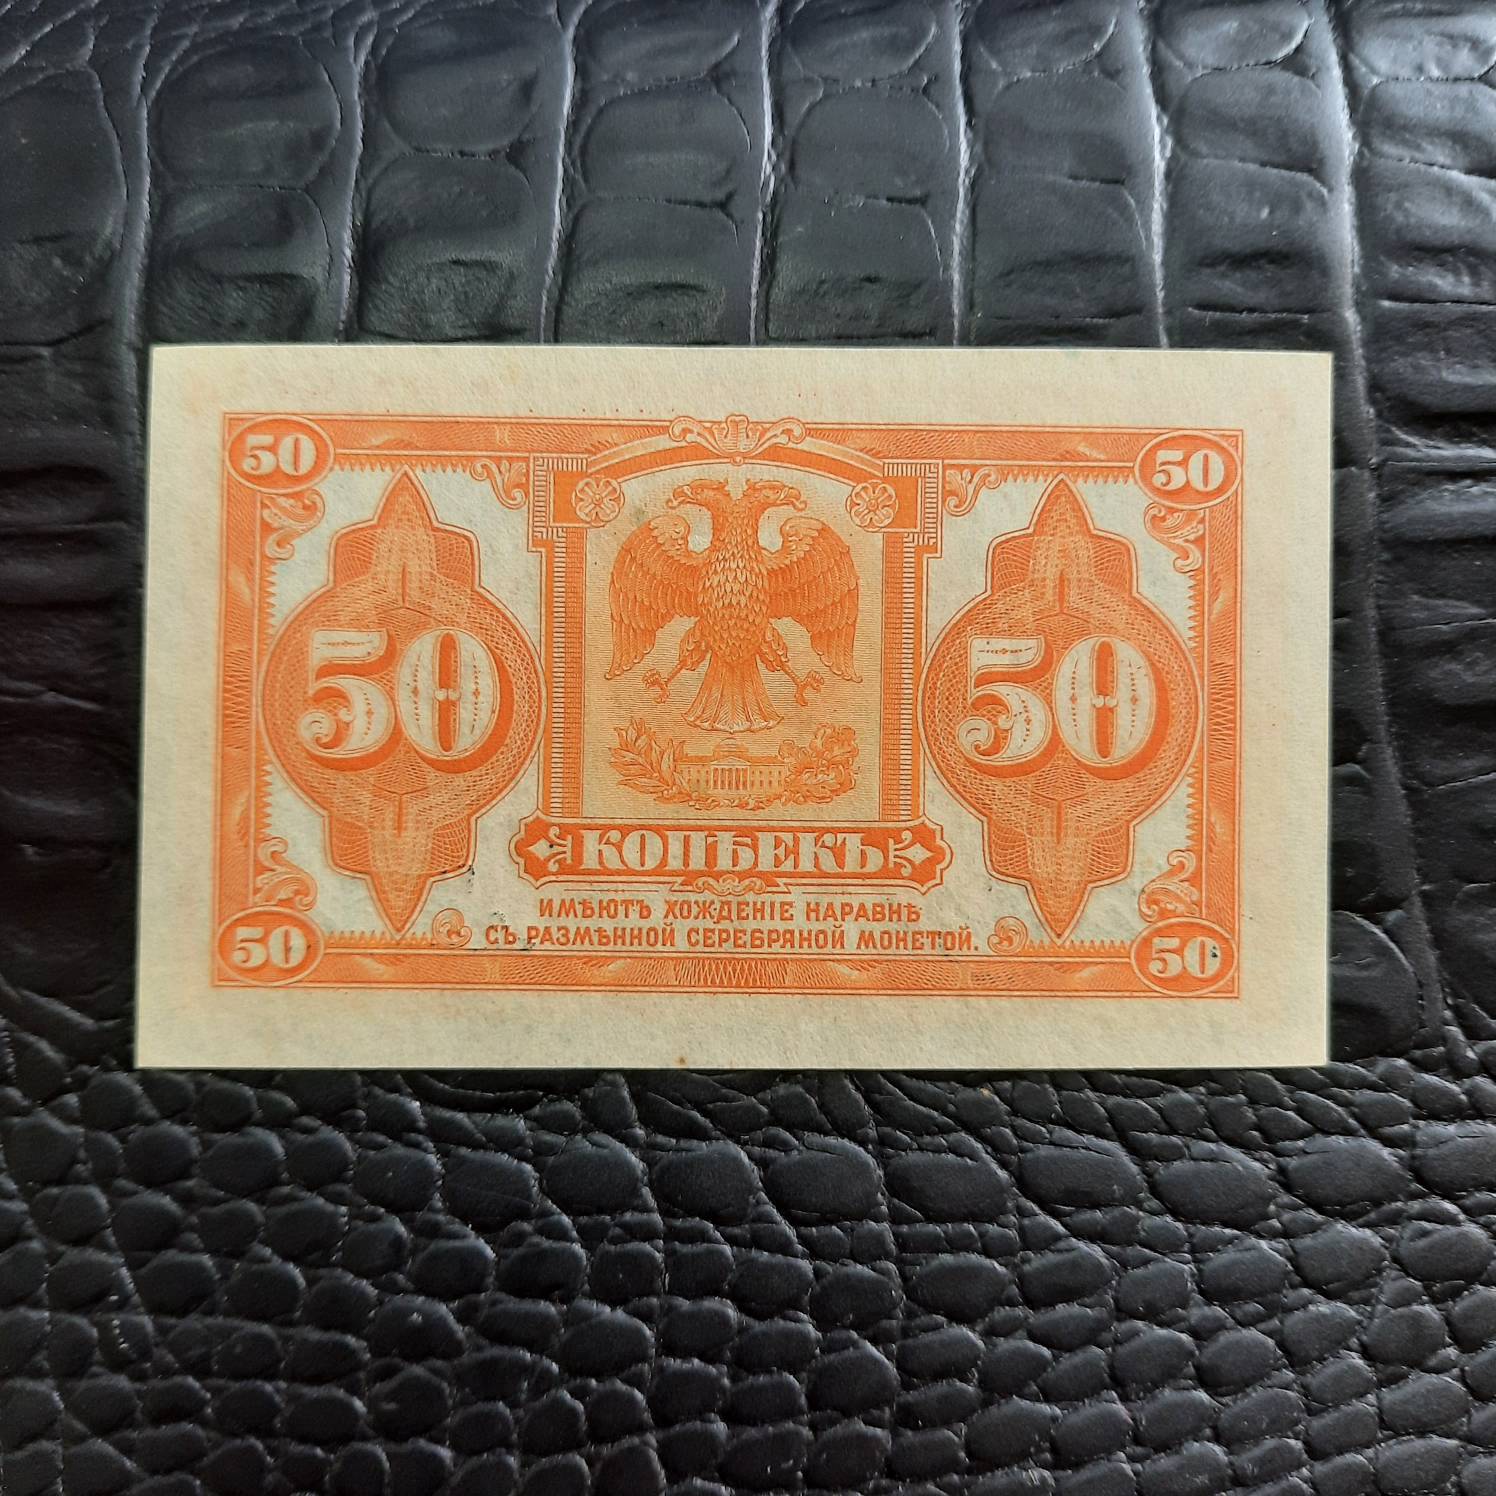 50 50
50 50
КОПѢЕКЪ
ИМѢЮТЪ ХОЖДЕНІЕ НАРАВНѢ
СЪ РАЗМѢННОЙ СЕРЕБРЯНОЙ МОНЕТОЙ.
50 50